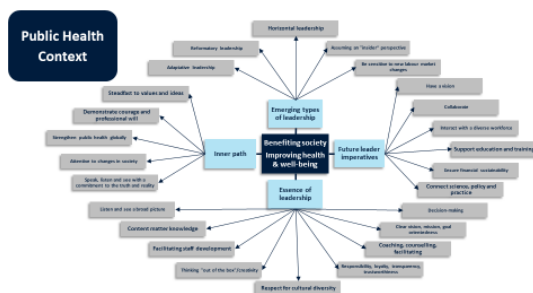 Public Health
Context
Horizontal leadership
Reformatory leadership
Assuming an "insider" perspective
Adaptive leadership
Be sensitive to new labour market
changes
Steadfast to values and ideas
Have a vision
Emerging types
of leadership
Demonstrate courage and
professional will
Collaborate
Strengthen public health globally
Interact with a diverse workforce
Inner path
Benefiting society
Improving health
& well-being
Future leader
imperatives
Support education and training
Attention to changes in society
Ensure financial sustainability
Speak, listen and see with a
commitment to the truth and reality
Connect science, policy and
practice
Essence of
leadership
Listen and see a broad picture
Decision-making
Content matter knowledge
Clear vision, mission, goal
orientedness
Facilitating staff development
Coaching, counselling,
facilitating
Thinking "out of the box"/creativity
Responsibility, loyalty, transparency,
trustworthiness
Respect for cultural diversity